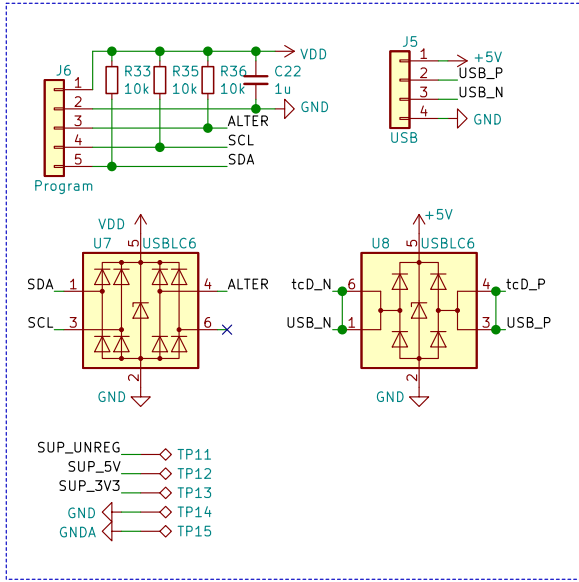 J6
1
2
3
4
5
Program
R33
10k
R35
10k
R36
10k
C22
1u
VDD
GND
ALTER
SCL
SDA
J5
1
2
3
4
USB
+5V
USB_P
USB_N
GND
VDD
U7
5
USBLC6
SDA
1
SCL
3
4
ALTER
6
2
GND
+5V
U8
5
USBLC6
tcD_N
6
USB_N
1
4
tcD_P
3
USB_P
2
GND
SUP_UNREG
TP11
SUP_5V
TP12
SUP_3V3
TP13
GND
TP14
GNDA
TP15